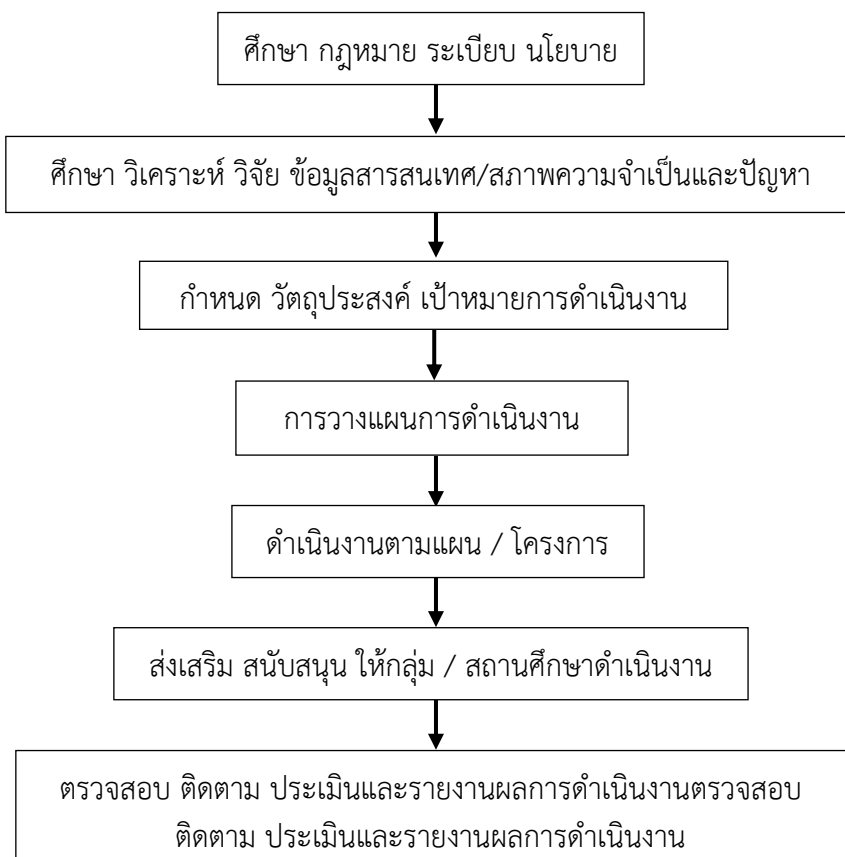 ศึกษา กฎหมาย ระเบียบ นโยบาย
ศึกษา วิเคราะห์ วิจัย ข้อมูลสารสนเทศ/สภาพความจำเป็นและปัญหา
กำหนด วัตถุประสงค์ เป้าหมายการดำเนินงาน
การวางแผนการดำเนินงาน
ดำเนินงานตามแผน / โครงการ
ส่งเสริม สนับสนุน ให้กลุ่ม / สถานศึกษาดำเนินงาน
ตรวจสอบ ติดตาม ประเมินและรายงานผลการดำเนินงานตรวจสอบ
ติดตาม ประเมินและรายงานผลการดำเนินงาน